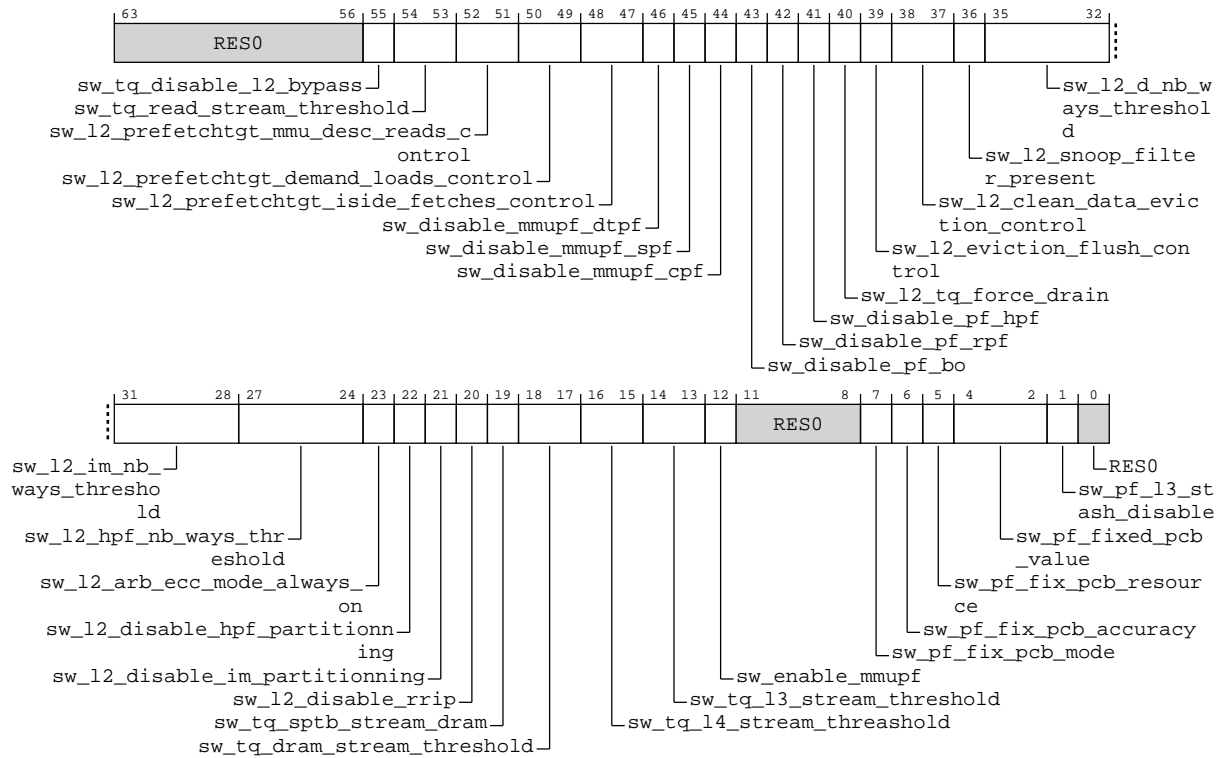 63 56 55 54 53 52 51 50 49 48 47 46 45 44 43 42 41 40 39 38 37 36 35 32
RES0
sw_tq_disable_l2_bypass
sw_tq_read_stream_threshold
sw_l2_prefetchtgt_mmu_desc_reads_c
ontrol
sw_l2_prefetchtgt_demand_loads_control
sw_l2_prefetchtgt_iside_fetches_control
sw_disable_mmupf_dtpf
sw_disable_mmupf_spf
sw_disable_mmupf_cpf
sw_l2_d_nb_w
ays_threshol
d
sw_l2_snoop_filte
r_present
sw_l2_clean_data_evic
tion_control
sw_l2_eviction_flush_con
trol
sw_l2_tq_force_drain
sw_disable_pf_hpf
sw_disable_pf_rpf
sw_disable_pf_bo
31 28 27 24 23 22 21 20 19 18 17 16 15 14 13 12 11 8 7 6 5 4 2 1 0
RES0
sw_l2_im_nb_
ways_thresho
ld
sw_l2_hpf_nb_ways_thr
eshold
sw_l2_arb_ecc_mode_always_
on
sw_l2_disable_hpf_partitionn
ing
sw_l2_disable_im_partitionning
sw_l2_disable_rrip
sw_tq_sptb_stream_dram
sw_tq_dram_stream_threshold
RES0
sw_pf_l3_st
ash_disable
sw_pf_fixed_pcb
_value
sw_pf_fix_pcb_resour
ce
sw_pf_fix_pcb_accuracy
sw_pf_fix_pcb_mode
sw_enable_mmupf
sw_tq_l3_stream_threshold
sw_tq_l4_stream_threashold